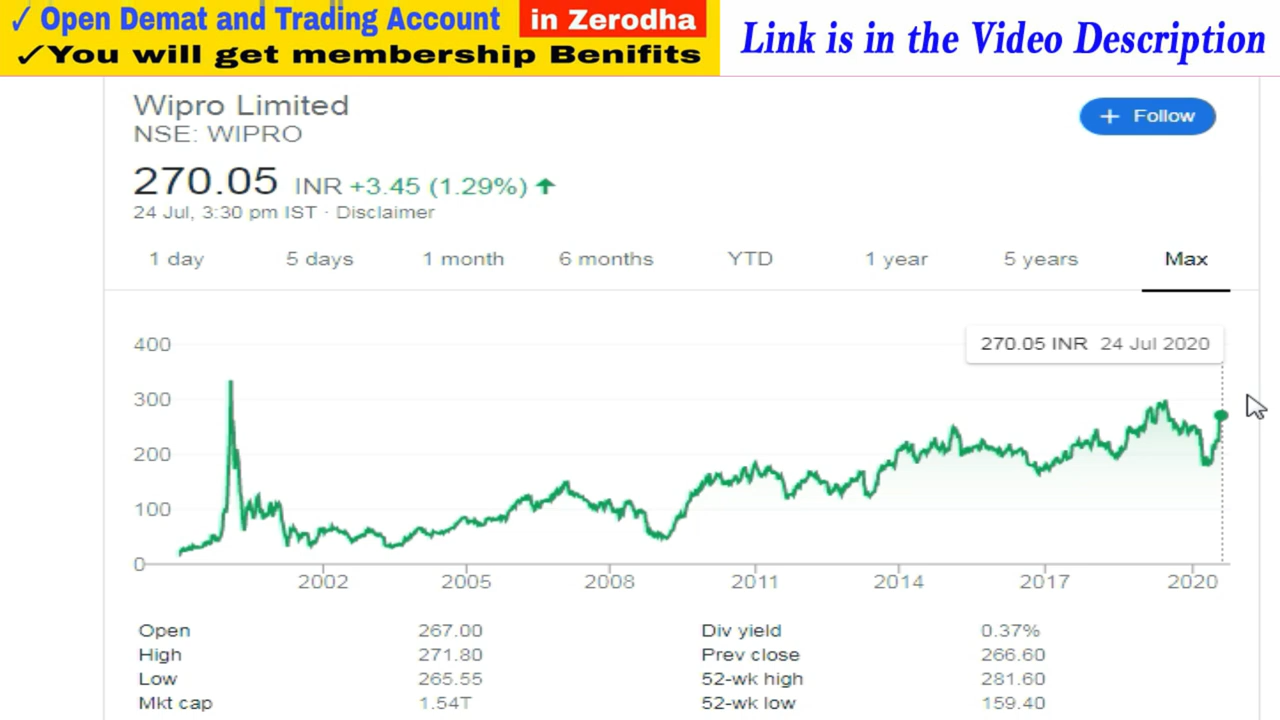 ✓ Open Demat and Trading Account in Zerodha
✓You will get membership Benifits
Link is in the Video Description
Wipro Limited
NSE: WIPRO
+ Follow
270.05 INR +3.45 (1.29%) ↑
24 Jul, 3:30 pm IST · Disclaimer
1 day 5 days 1 month 6 months YTD 1 year 5 years Max
270.05 INR 24 Jul 2020
400
300
200
100
0
2002 2005 2008 2011 2014 2017 2020
Open 267.00 Div yield 0.37%
High 271.80 Prev close 266.60
Low 265.55 52-wk high 281.60
Mkt cap 1.54T 52-wk low 159.40